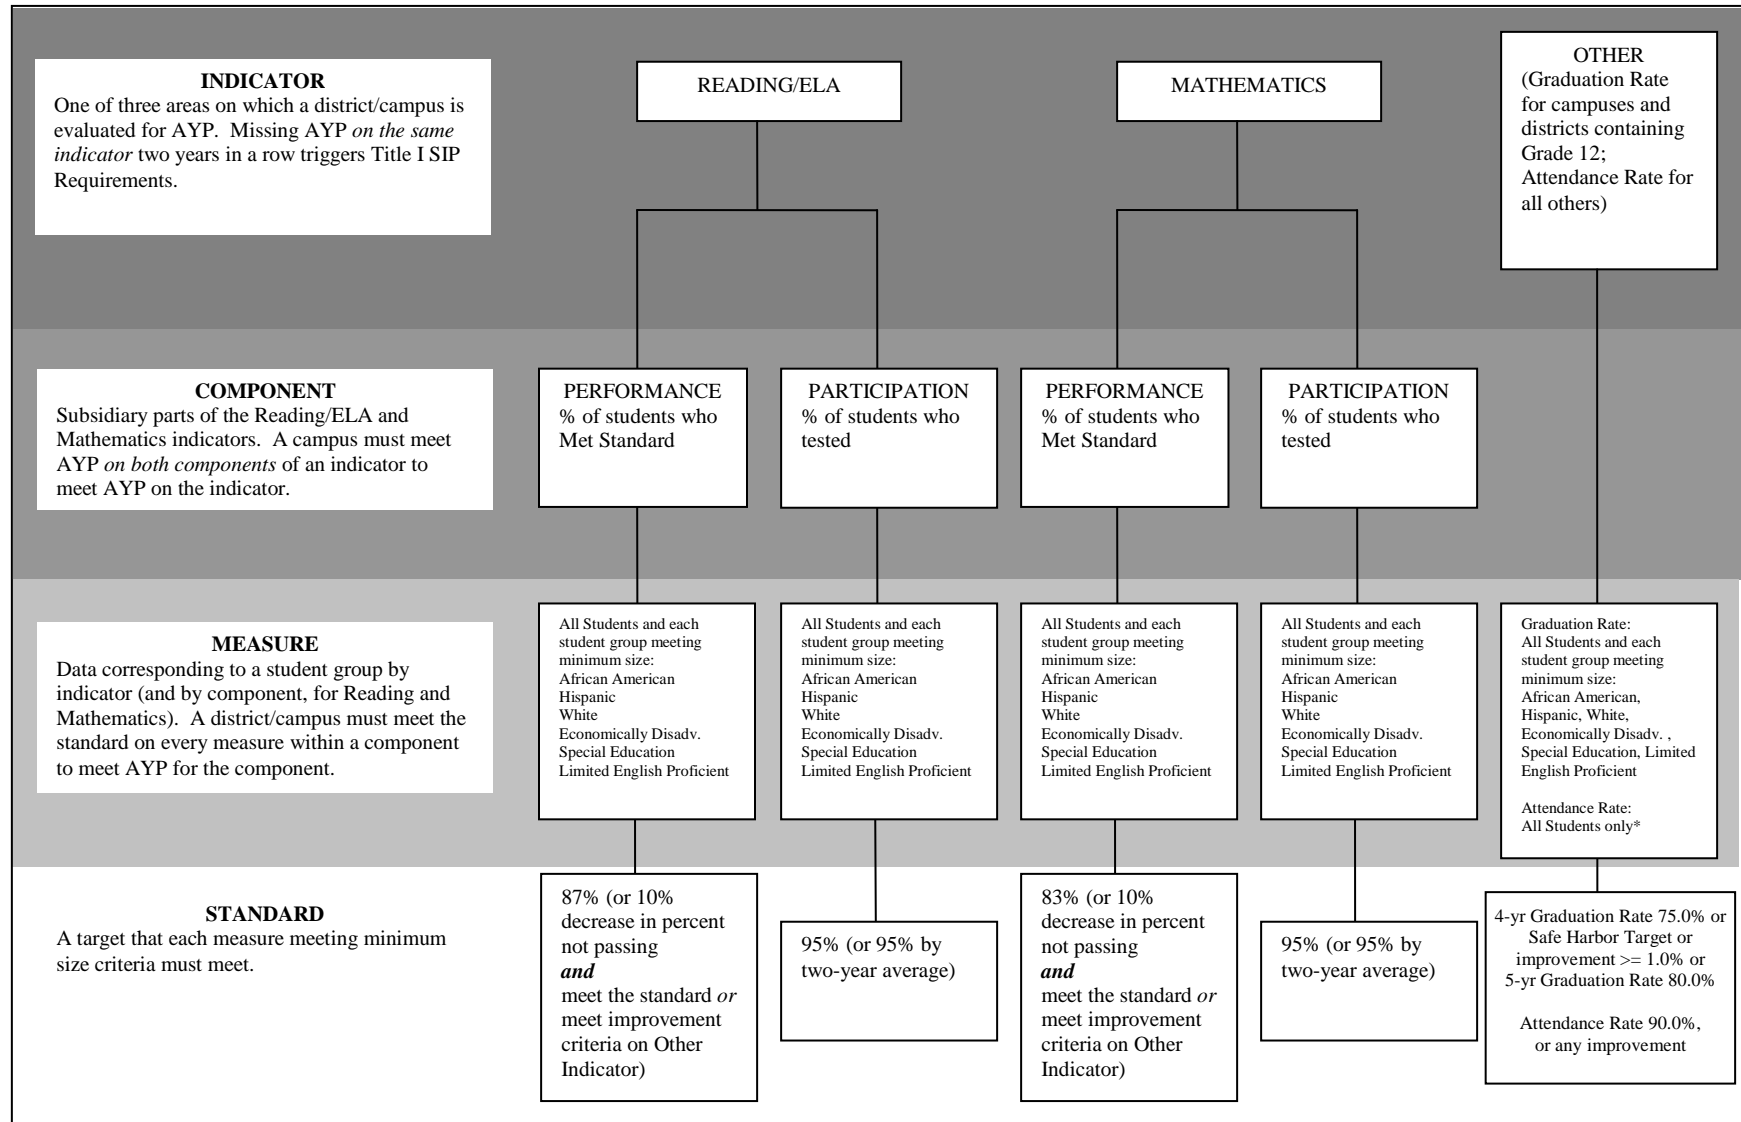 INDICATOR
One of three areas on which a district/campus is
evaluated for AYP.  Missing AYP on the same
indicator two years in a row triggers Title I SIP
Requirements.
READING/ELA
MATHEMATICS
OTHER
(Graduation Rate
for campuses and
districts containing
Grade 12;
Attendance Rate for
all others)
COMPONENT
Subsidiary parts of the Reading/ELA and
Mathematics indicators.  A campus must meet
AYP on both components of an indicator to
meet AYP on the indicator.
PERFORMANCE
% of students who
Met Standard
PARTICIPATION
% of students who
tested
PERFORMANCE
% of students who
Met Standard
PARTICIPATION
% of students who
tested
MEASURE
Data corresponding to a student group by
indicator (and by component, for Reading and
Mathematics).  A district/campus must meet the
standard on every measure within a component
to meet AYP for the component.
All Students and each
student group meeting
minimum size:
African American
Hispanic
White
Economically Disadv.
Special Education
Limited English Proficient
All Students and each
student group meeting
minimum size:
African American
Hispanic
White
Economically Disadv.
Special Education
Limited English Proficient
All Students and each
student group meeting
minimum size:
African American
Hispanic
White
Economically Disadv.
Special Education
Limited English Proficient
All Students and each
student group meeting
minimum size:
African American
Hispanic
White
Economically Disadv.
Special Education
Limited English Proficient
Graduation Rate:
All Students and each
student group meeting
minimum size:
African American,
Hispanic, White,
Economically Disadv. ,
Special Education, Limited
English Proficient
Attendance Rate:
All Students only*
STANDARD
A target that each measure meeting minimum
size criteria must meet.
87% (or 10%
decrease in percent
not passing
and
meet the standard or
meet improvement
criteria on Other
Indicator)
95% (or 95% by
two-year average)
83% (or 10%
decrease in percent
not passing
and
meet the standard or
meet improvement
criteria on Other
Indicator)
95% (or 95% by
two-year average)
4-yr Graduation Rate 75.0% or
Safe Harbor Target or
improvement >= 1.0% or
5-yr Graduation Rate 80.0%
Attendance Rate 90.0%,
or any improvement